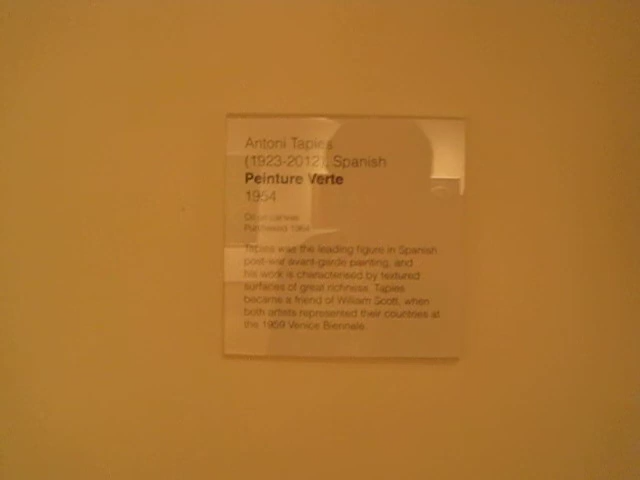 Antoni Tapies
(1923-2012), Spanish
Peinture Verte
1954
Oil on canvas
Purchased 1964
Tapies was the leading figure in Spanish
post-war avant-garde painting, and
his work is characterised by textured
surfaces of great richness. Tapies
became a friend of William Scott, when
both artists represented their countries at
the 1959 Venice Biennale.